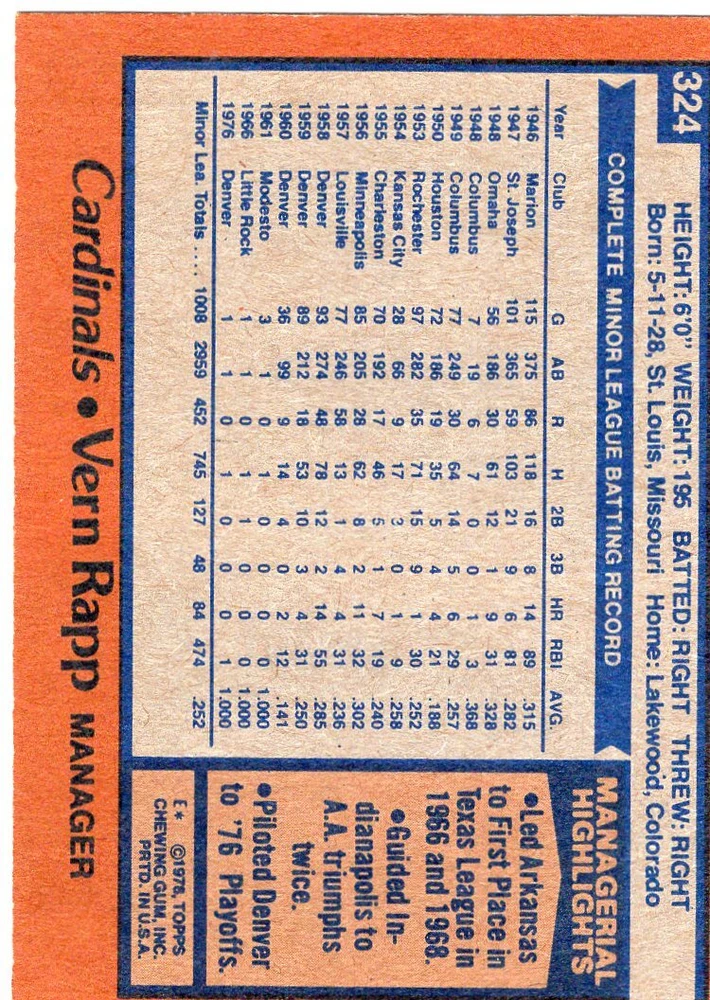 324
HEIGHT: 6'0" WEIGHT: 195 BATTED: RIGHT THREW: RIGHT
Born: 5-11-28, St. Louis, Missouri Home: Lakewood, Colorado
COMPLETE MINOR LEAGUE BATTING RECORD
Year Club G AB R H 2B 3B HR RBI AVG.
1946 Marion 115 375 86 118 16 8 14 89 .315
1947 St. Joseph 101 365 59 103 21 9 6 81 .282
1948 Omaha 56 186 30 61 12 1 9 31 .328
1948 Columbus 7 19 6 7 0 0 1 3 .368
1949 Columbus 77 249 30 64 14 5 6 29 .257
1950 Houston 72 186 19 35 5 4 4 21 .188
1953 Rochester 97 282 35 71 15 9 1 30 .252
1954 Kansas City 28 66 9 17 3 1 0 9 .258
1955 Charleston 70 192 17 46 5 1 7 19 .240
1956 Minneapolis 85 205 28 62 8 2 11 32 .302
1957 Louisville 77 246 58 13 1 4 4 31 .236
1958 Denver 93 274 48 78 12 2 14 55 .285
1959 Denver 89 212 18 53 10 3 4 31 .250
1960 Denver 36 99 9 14 4 0 2 12 .141
1961 Modesto 3 1 0 1 0 0 0 0 1.000
1966 Little Rock 1 1 0 1 1 0 0 0 1.000
1976 Denver 1 1 0 1 0 0 0 1 1.000
Minor Lea. Totals .... 1008 2959 452 745 127 48 84 474 .252
MANAGERIAL
HIGHLIGHTS
•Led Arkansas
to First Place in
Texas League in
1966 and 1968.
•Guided In-
dianapolis to
A.A. triumphs
twice.
•Piloted Denver
to '76 Playoffs.
E* ©1978, TOPPS
CHEWING GUM, INC.
PRTD. IN U.S.A.
Cardinals • Vern Rapp MANAGER